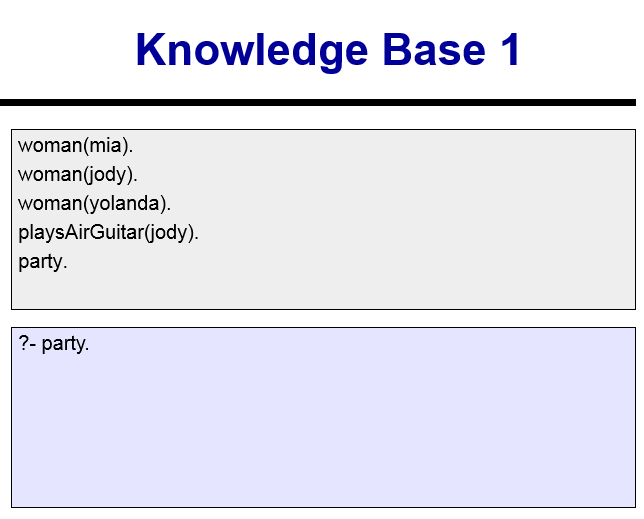 Knowledge Base 1
woman(mia).
woman(jody).
woman(yolanda).
playsAirGuitar(jody).
party.
?- party.